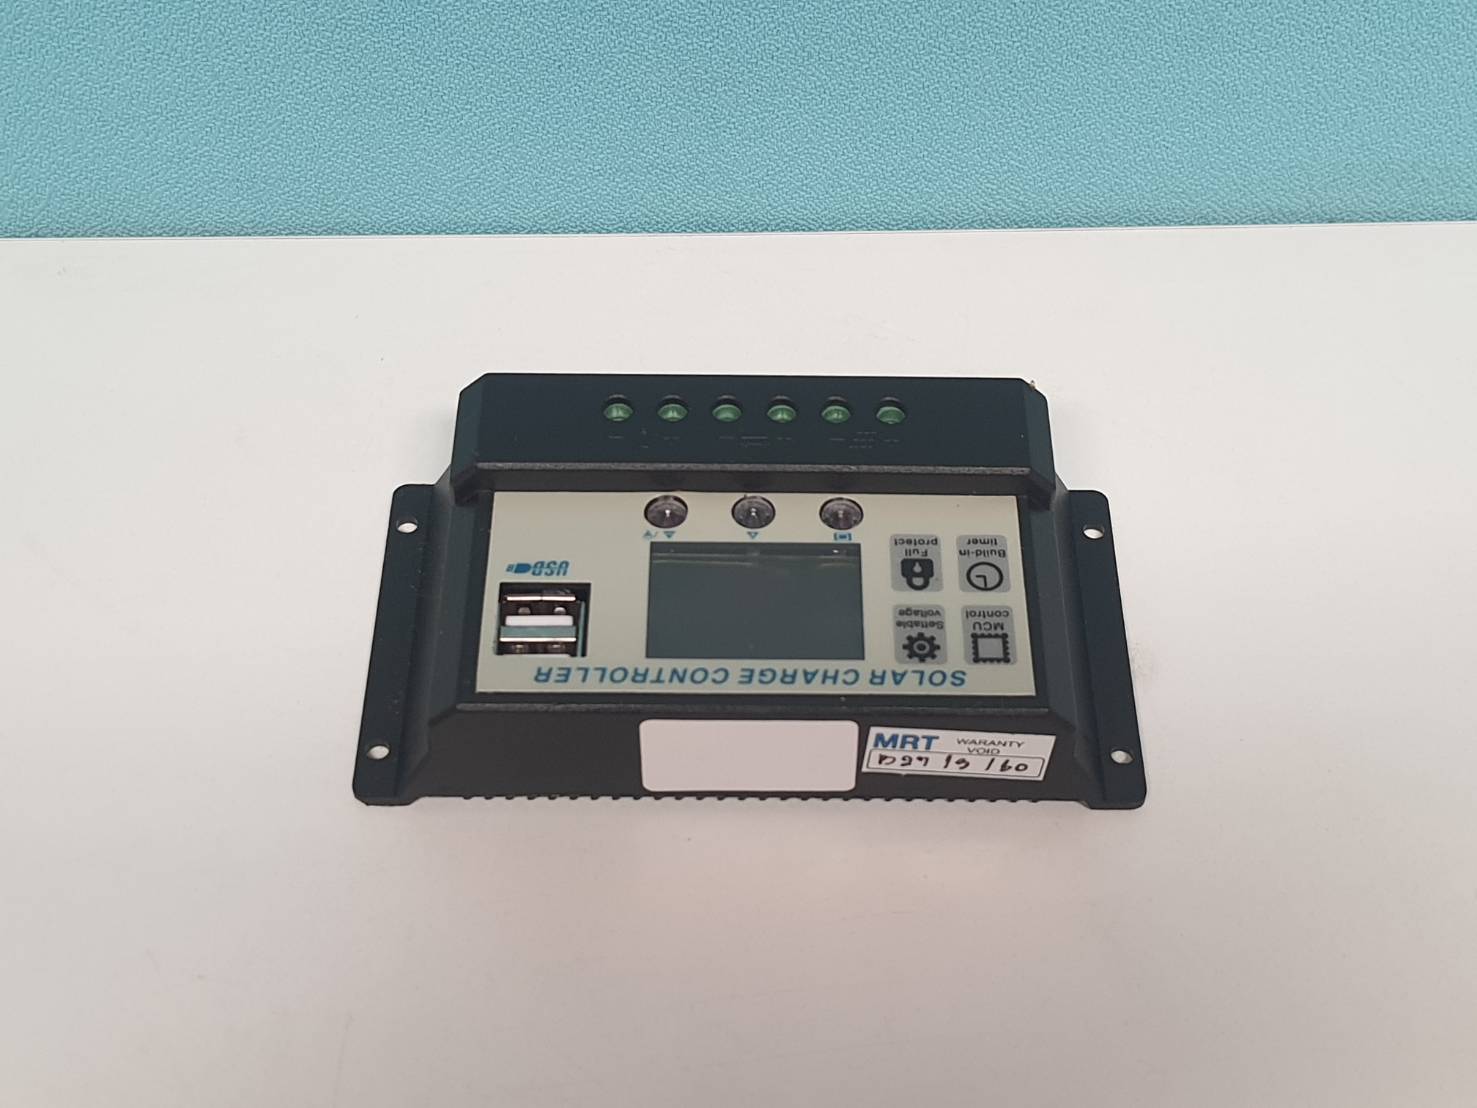 SOLAR CHARGE CONTROLLER
MCU
control
Settable
voltage
Build-in
timer
Full
protect
USB
MRT WARANTY
VOID